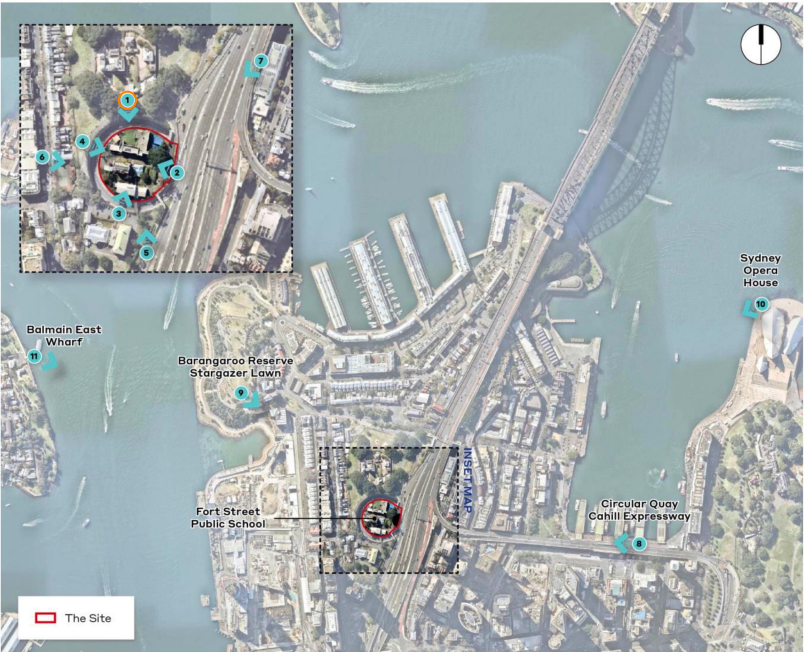 7
1
4
6
2
3
5
Sydney
Opera
House
10
Balmain East
Wharf
11
Barangaroo Reserve
Stargazer Lawn
9
INSET MAP
Fort Street
Public School
Circular Quay
Cahill Expressway
8
The Site